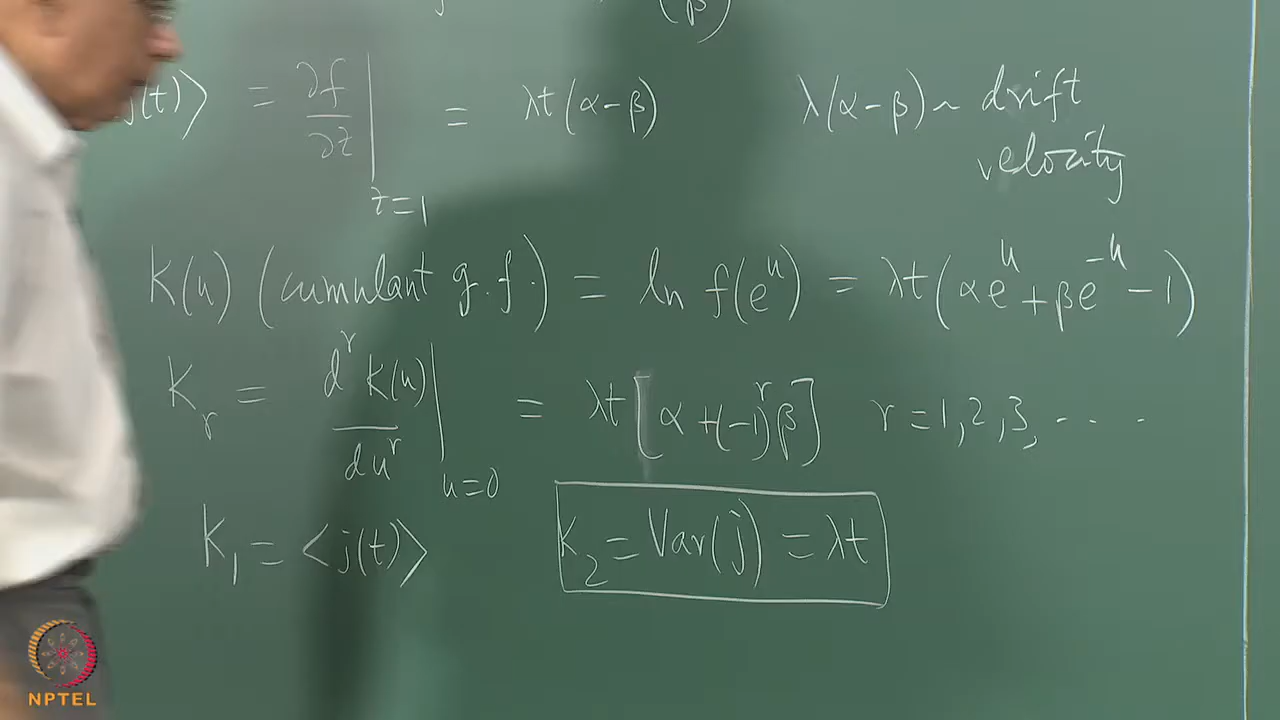 (β)
j(t)⟩ = ∂f/∂z |z=1 = λt(α-β) λ(α-β) ~ drift velocity
K(u) (cumulant g.f.) = ln f(e^u) = λt(αe^u + βe^-u - 1)
K_r = d^r K(u)/du^r |u=0 = λt[α + (-1)^r β] r = 1,2,3, ....
K_1 = <j(t)> K_2 = Var(j) = λt
NPTEL